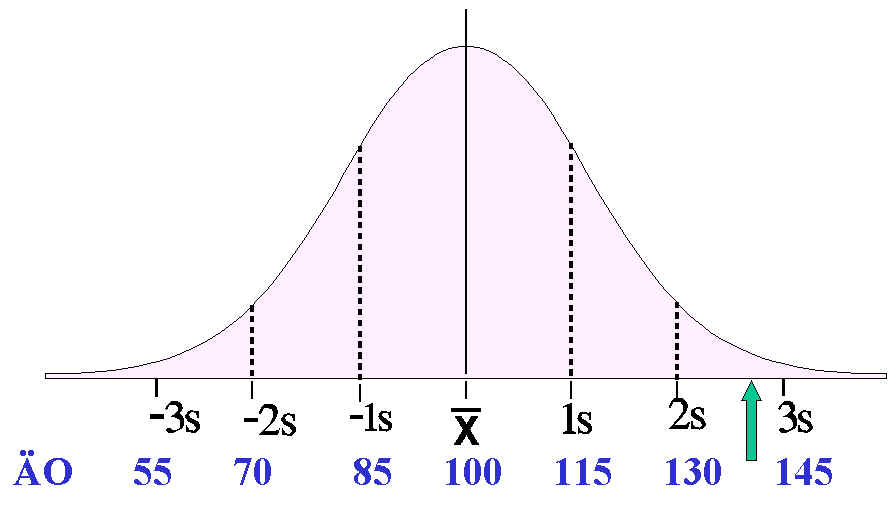 -3s -2s -1s x̄ 1s 2s 3s
ÄO 55 70 85 100 115 130 145